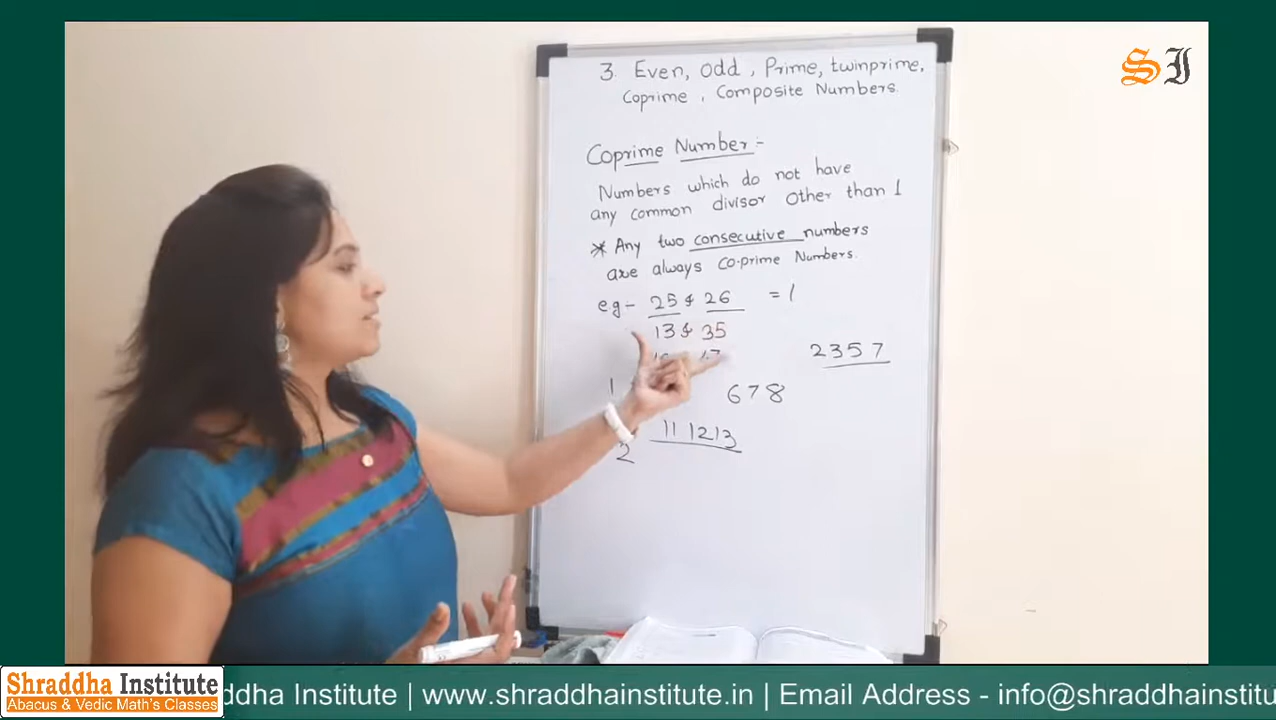 SI
3. Even, odd, Prime, twinprime,
Coprime, Composite Numbers.
Coprime Number:-
Numbers which do not have
any common divisor Other than 1
* Any two consecutive numbers
are always Co-prime Numbers.
eg- 25 & 26 = 1
13 & 35
2 3 5 7
1
6 7 8
11 12 13
2
Shraddha Institute
Abacus & Vedic Math's Classes
ddha Institute | www.shraddhainstitute.in | Email Address - info@shraddhainstitu